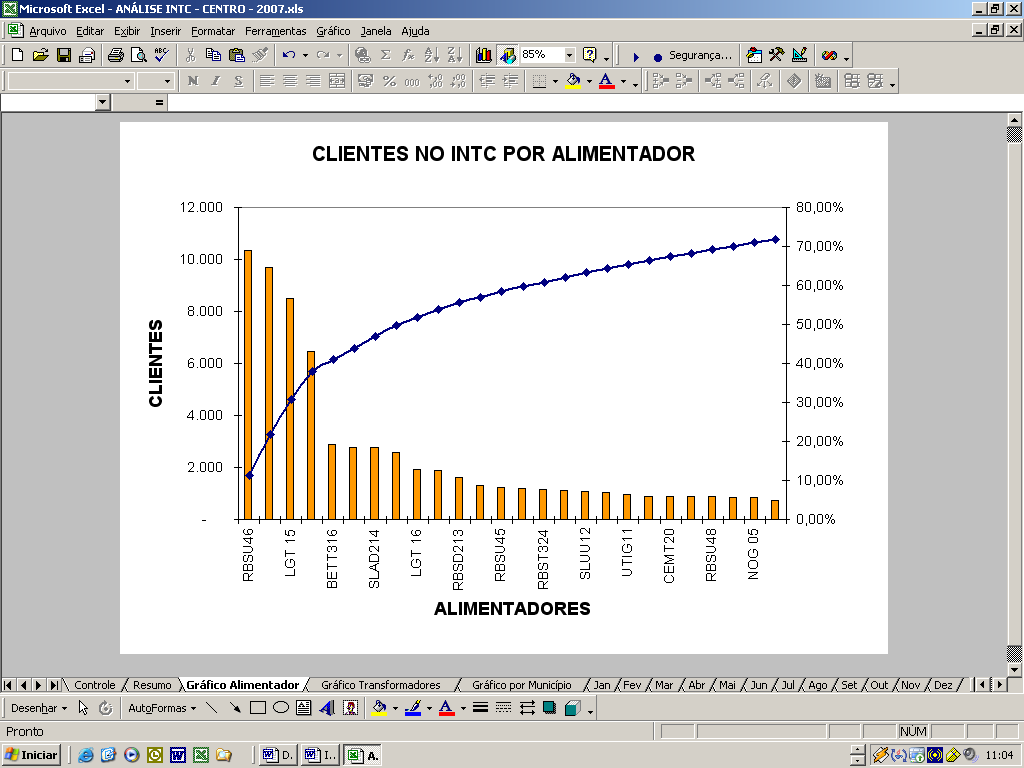 Microsoft Excel - ANÁLISE INTC - CENTRO - 2007.xls
Arquivo Editar Exibir Inserir Formatar Ferramentas Gráfico Janela Ajuda
85% Segurança...
N I S
=
CLIENTES NO INTC POR ALIMENTADOR
12.000 80,00%
70,00%
10.000
60,00%
8.000
50,00%
6.000 40,00%
30,00%
4.000
20,00%
2.000
10,00%
- 0,00%
CLIENTES
RBSU46 LGT 15 BETT316 SLAD214 LGT 16 RBSD213 RBSU45 RBST324 SLUU12 UTIG11 CEMT20 RBSU48 NOG 05
ALIMENTADORES
Controle Resumo Gráfico Alimentador Gráfico Transformadores Gráfico por Município Jan Fev Mar Abr Mai Jun Jul Ago Set Out Nov Dez
Desenhar AutoFormas
Pronto NÚM
Iniciar D. I.. A. 11:04